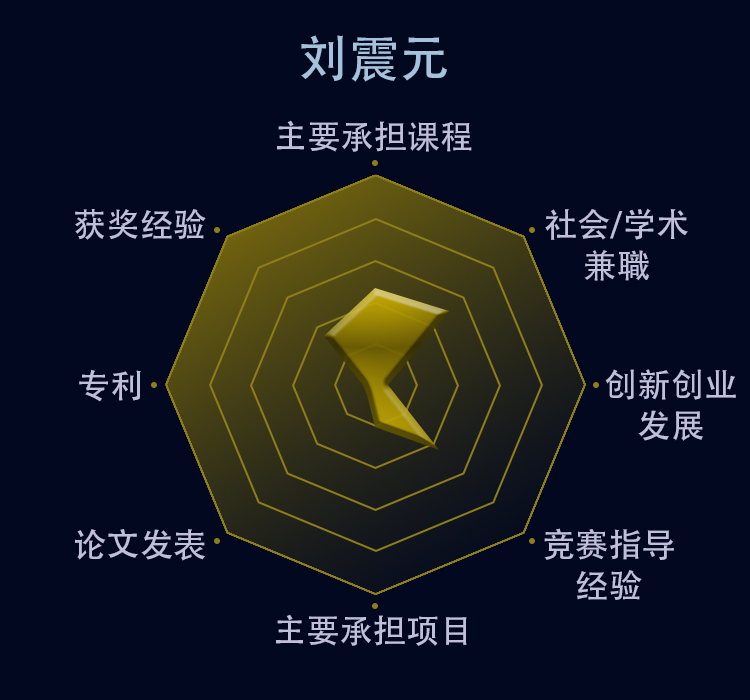 刘震元
主要承担课程
获奖经验
社会/学术
兼職
专利
创新创业
发展
论文发表
竞赛指导
经验
主要承担项目